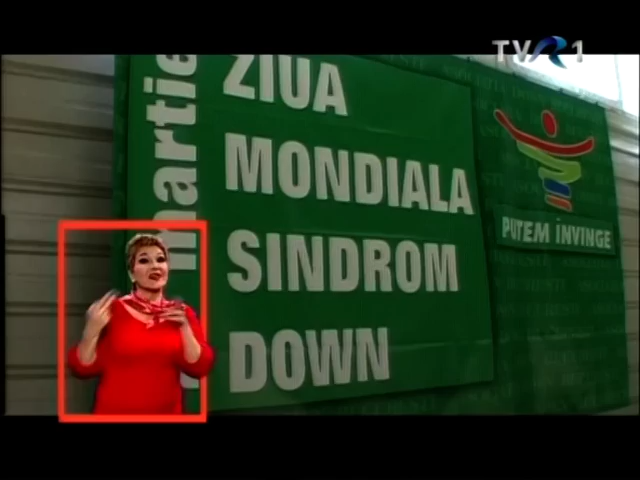 TVR1
martie
ZIUA
MONDIALA
SINDROM
DOWN
PUTEM INVINGE